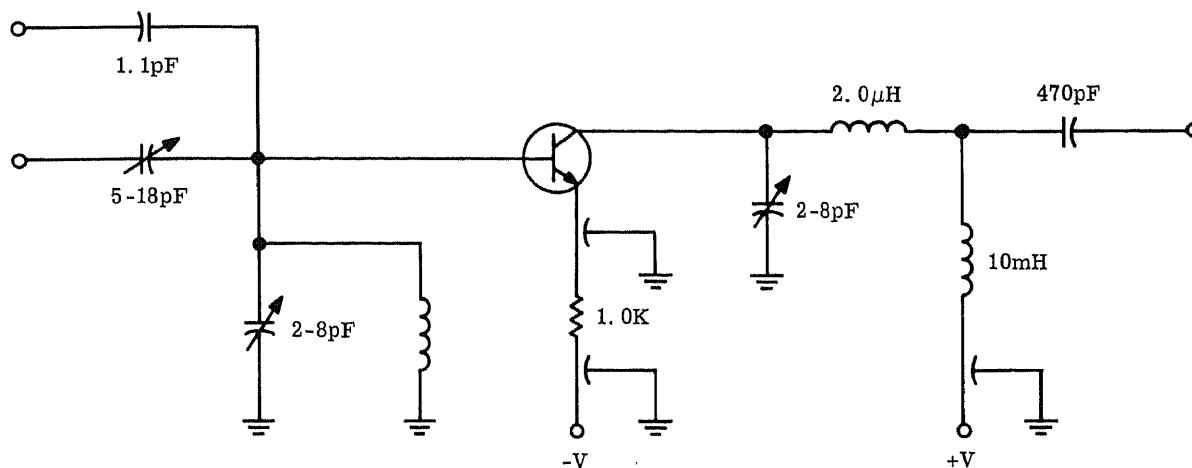 1.1pF
5-18pF
2-8pF
1.0K
-V
2-8pF
2.0μH
470pF
10mH
+V